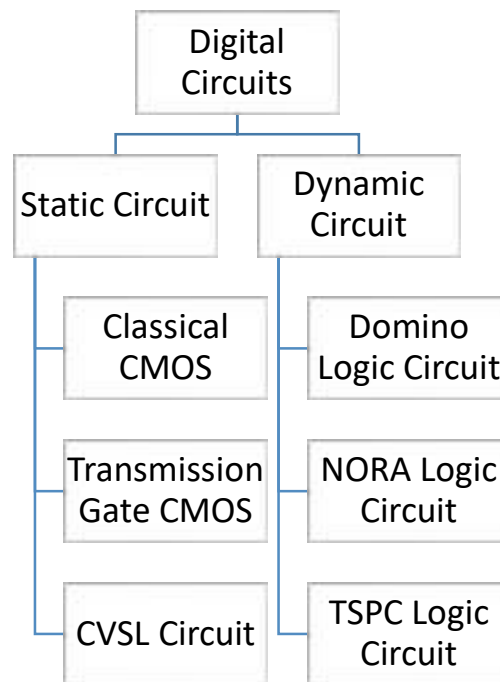 Digital
Circuits
Static Circuit
Dynamic
Circuit
Classical
CMOS
Domino
Logic Circuit
Transmission
Gate CMOS
NORA Logic
Circuit
CVSL Circuit
TSPC Logic
Circuit